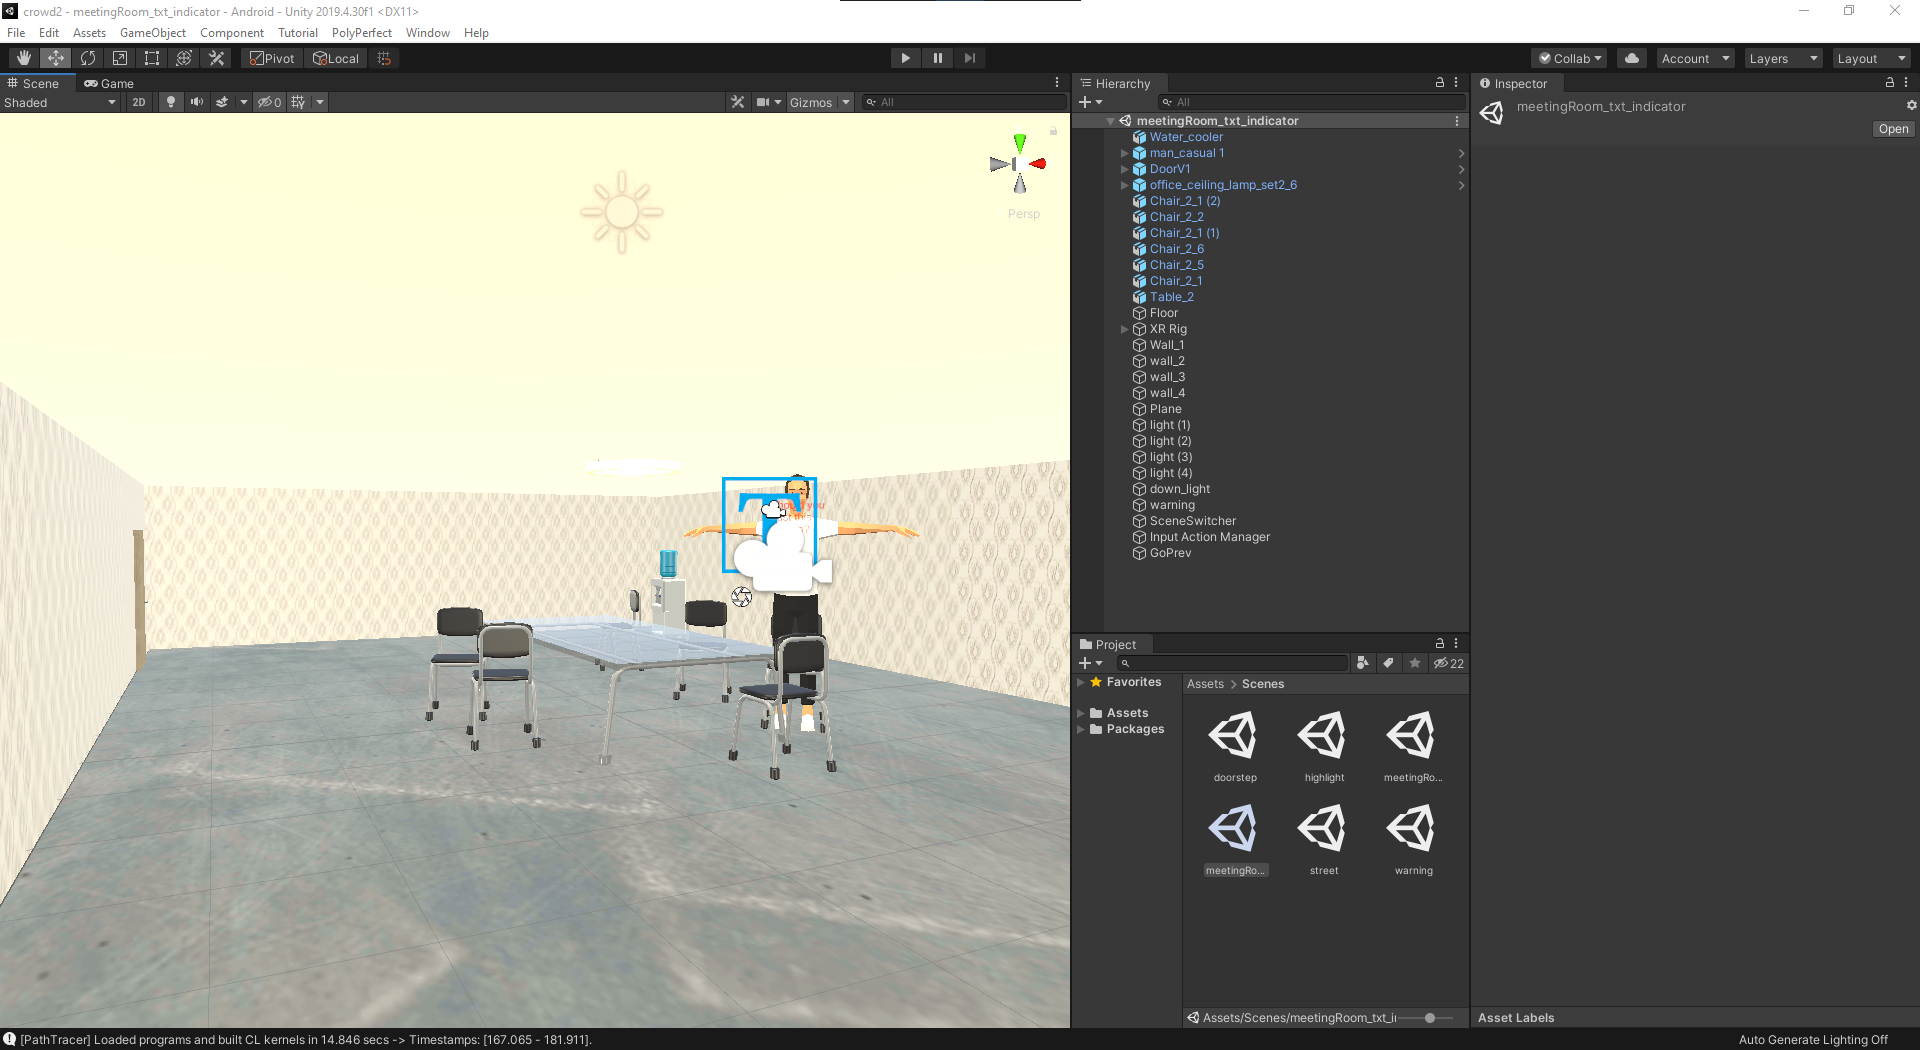 crowd2 - meetingRoom_txt_indicator - Android - Unity 2019.4.30f1 <DX11>
File Edit Assets GameObject Component Tutorial PolyPerfect Window Help
Pivot Local Collab Account Layers Layout
Scene Game
Shaded 2D 0 Gizmos All
Persp
Hierarchy
All
meetingRoom_txt_indicator
Water_cooler
man_casual 1
DoorV1
office_ceiling_lamp_set2_6
Chair_2_1 (2)
Chair_2_2
Chair_2_1 (1)
Chair_2_6
Chair_2_5
Chair_2_1
Table_2
Floor
XR Rig
Wall_1
wall_2
wall_3
wall_4
Plane
light (1)
light (2)
light (3)
light (4)
down_light
warning
SceneSwitcher
Input Action Manager
GoPrev
Project
22
Favorites
Assets
Packages
Assets > Scenes
doorstep highlight meetingRo...
meetingRo... street warning
Assets/Scenes/meetingRoom_txt_i
Inspector
meetingRoom_txt_indicator
Open
Asset Labels
[PathTracer] Loaded programs and built CL kernels in 14.846 secs -> Timestamps: [167.065 - 181.911].
Auto Generate Lighting Off